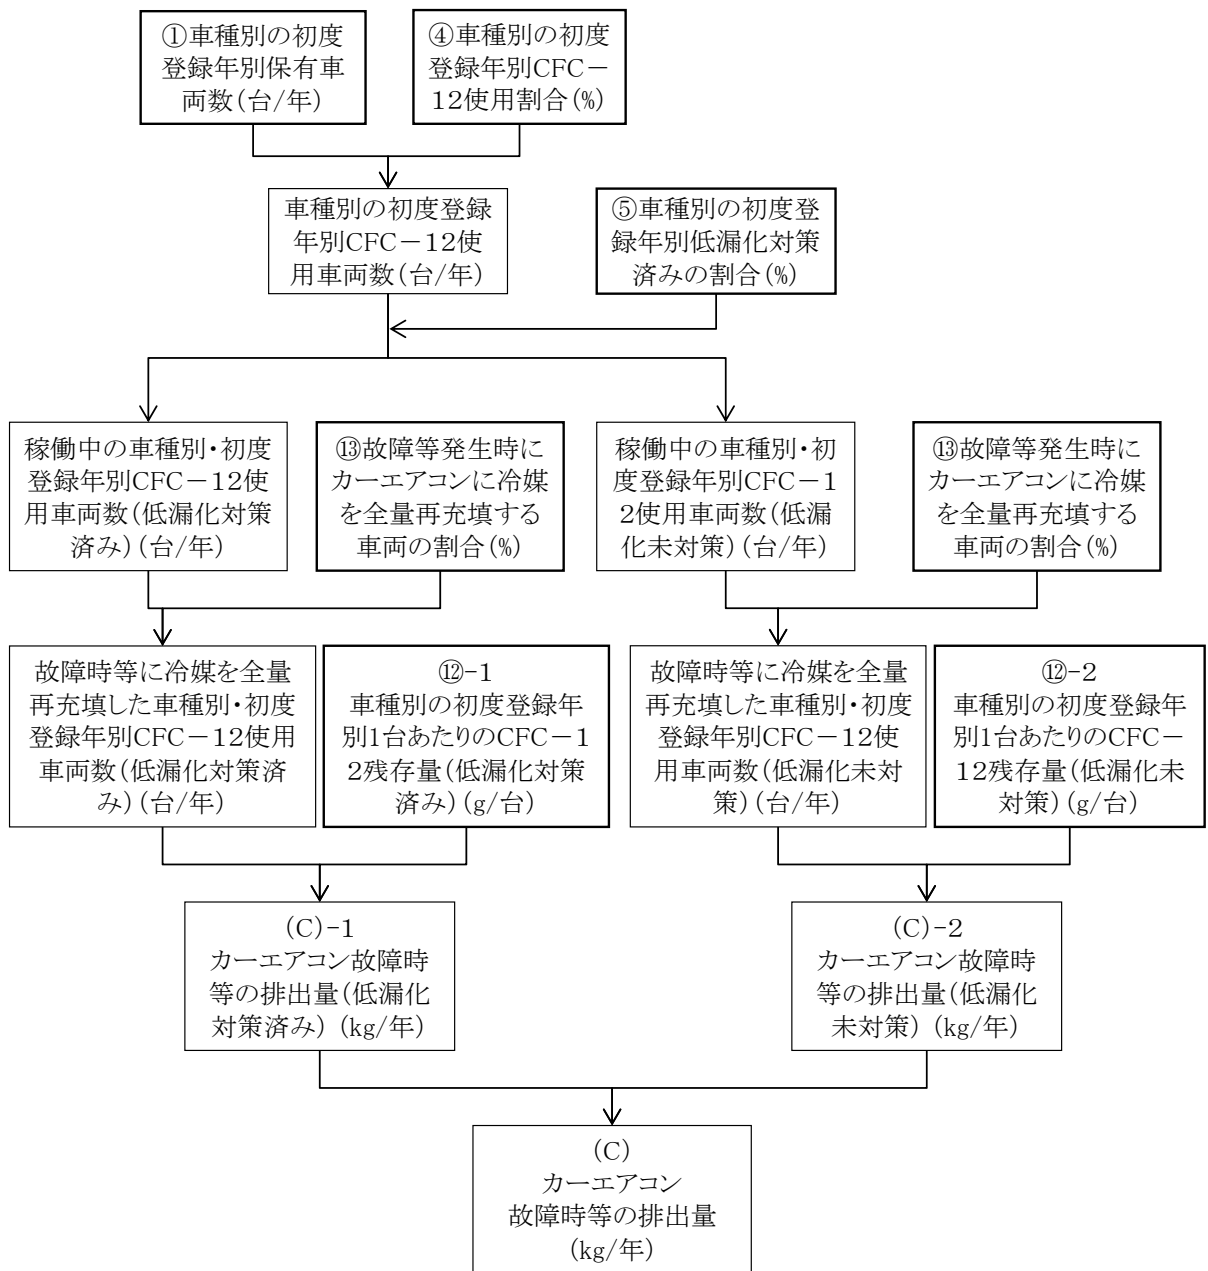 ①車種別の初度
登録年別保有車
両数(台/年)
④車種別の初度
登録年別CFC－
12使用割合(%)
車種別の初度登録
年別CFC－12使
用車両数(台/年)
⑤車種別の初度登
録年別低漏化対策
済みの割合(%)
稼働中の車種別・初度
登録年別CFC－12使
用車両数(低漏化対策
済み)(台/年)
⑬故障等発生時に
カーエアコンに冷媒
を全量再充填する
車両の割合(%)
稼働中の車種別・初
度登録年別CFC－1
2使用車両数(低漏
化未対策)(台/年)
⑬故障等発生時に
カーエアコンに冷媒
を全量再充填する
車両の割合(%)
故障時等に冷媒を全量
再充填した車種別・初度
登録年別CFC－12使用
車両数(低漏化対策済
み)(台/年)
⑫-1
車種別の初度登録年
別1台あたりのCFC－1
2残存量(低漏化対策
済み)(g/台)
故障時等に冷媒を全量
再充填した車種別・初度
登録年別CFC－12使
用車両数(低漏化未対
策)(台/年)
⑫-2
車種別の初度登録年
別1台あたりのCFC－
12残存量(低漏化未
対策)(g/台)
(C)-1
カーエアコン故障時
等の排出量(低漏化
対策済み) (kg/年)
(C)-2
カーエアコン故障時
等の排出量(低漏化
未対策) (kg/年)
(C)
カーエアコン
故障時等の排出量
(kg/年)